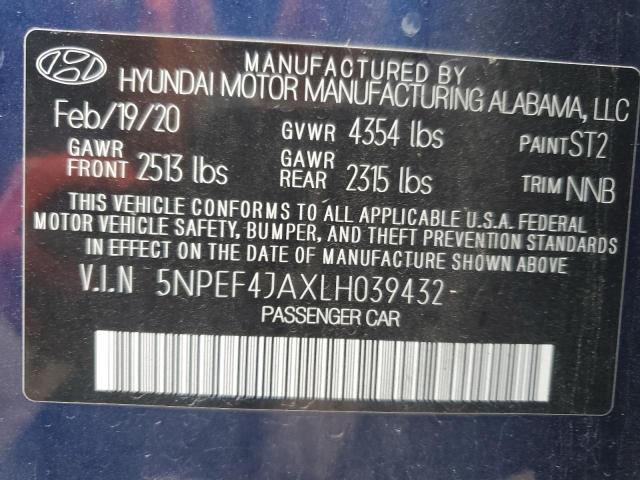 MANUFACTURED BY
HYUNDAI MOTOR MANUFACTURING ALABAMA, LLC
Feb/19/20 GVWR 4354 lbs PAINT ST2
GAWR FRONT 2513 lbs GAWR REAR 2315 lbs TRIM NNB
THIS VEHICLE CONFORMS TO ALL APPLICABLE U.S.A. FEDERAL
MOTOR VEHICLE SAFETY, BUMPER, AND THEFT PREVENTION STANDARDS
IN EFFECT ON THE DATE OF MANUFACTURE SHOWN ABOVE.
V.I.N 5NPEF4JAXLH039432-
PASSENGER CAR